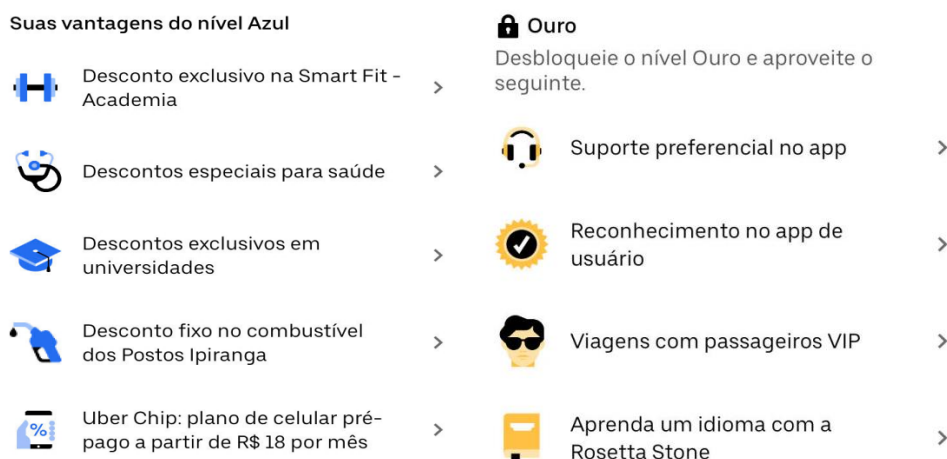 Suas vantagens do nível Azul
Desconto exclusivo na Smart Fit -
Academia
Descontos especiais para saúde
Descontos exclusivos em
universidades
Desconto fixo no combustível
dos Postos Ipiranga
%
Uber Chip: plano de celular pré-
pago a partir de R$ 18 por mês
Ouro
Desbloqueie o nível Ouro e aproveite o
seguinte.
Suporte preferencial no app
Reconhecimento no app de
usuário
Viagens com passageiros VIP
Aprenda um idioma com a
Rosetta Stone